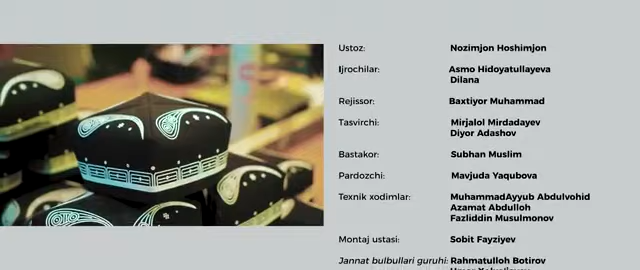 Ustoz: Nozimjon Hoshimjon
Ijrochilar: Asmo Hidoyatullayeva
Dilana
Rejissor: Baxtiyor Muhammad
Tasvirchi: Mirjalol Mirdadayev
Diyor Adashov
Bastakor: Subhan Muslim
Pardozchi: Mavjuda Yaqubova
Texnik xodimlar: MuhammadAyyub Abdulvohid
Azamat Abdulloh
Fazliddin Musulmonov
Montaj ustasi: Sobit Fayziyev
Jannat bulbullari guruhi: Rahmatulloh Botirov